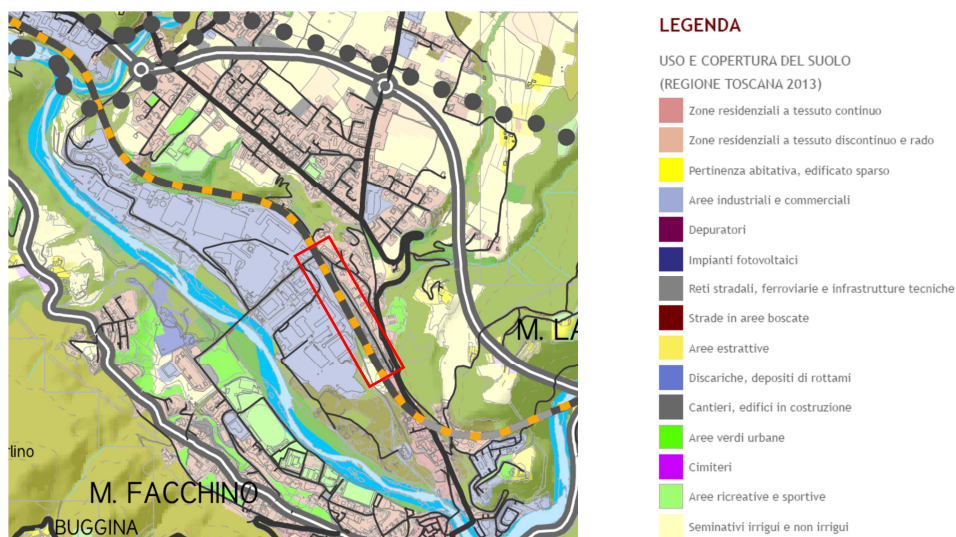 M. LA
rlino
M. FACCHINO
BUGGINA
LEGENDA
USO E COPERTURA DEL SUOLO
(REGIONE TOSCANA 2013)
Zone residenziali a tessuto continuo
Zone residenziali a tessuto discontinuo e rado
Pertinenza abitativa, edificato sparso
Aree industriali e commerciali
Depuratori
Impianti fotovoltaici
Reti stradali, ferroviarie e infrastrutture tecniche
Strade in aree boscate
Aree estrattive
Discariche, depositi di rottami
Cantieri, edifici in costruzione
Aree verdi urbane
Cimiteri
Aree ricreative e sportive
Seminativi irrigui e non irrigui